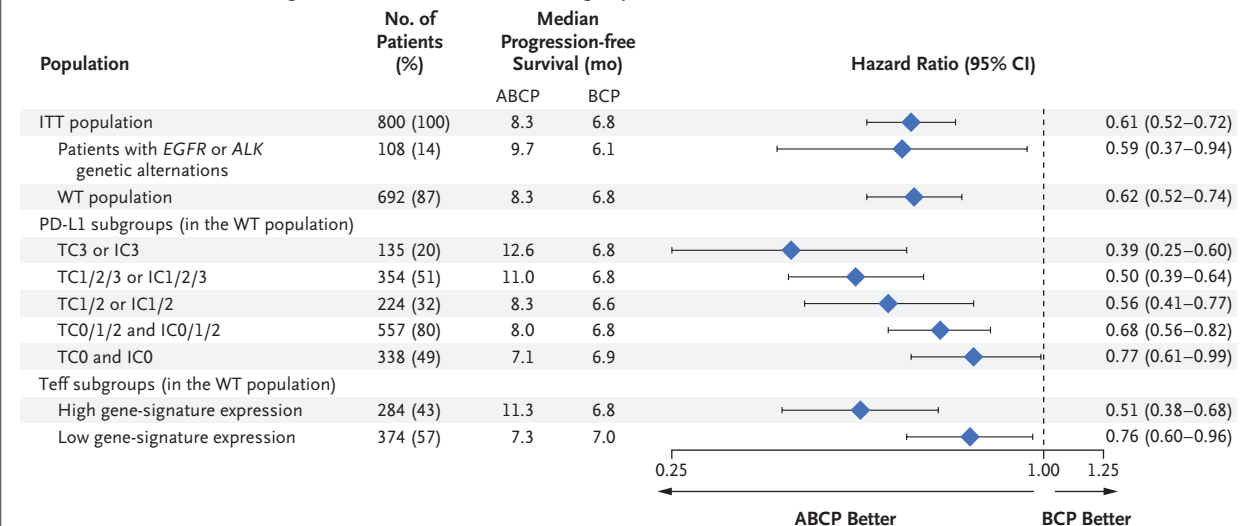 Population No. of Patients (%) Median Progression-free Survival (mo) Hazard Ratio (95% CI)
ABCP BCP
ITT population 800 (100) 8.3 6.8 0.61 (0.52–0.72)
Patients with EGFR or ALK 108 (14) 9.7 6.1 0.59 (0.37–0.94)
genetic alternations
WT population 692 (87) 8.3 6.8 0.62 (0.52–0.74)
PD-L1 subgroups (in the WT population)
TC3 or IC3 135 (20) 12.6 6.8 0.39 (0.25–0.60)
TC1/2/3 or IC1/2/3 354 (51) 11.0 6.8 0.50 (0.39–0.64)
TC1/2 or IC1/2 224 (32) 8.3 6.6 0.56 (0.41–0.77)
TC0/1/2 and IC0/1/2 557 (80) 8.0 6.8 0.68 (0.56–0.82)
TC0 and IC0 338 (49) 7.1 6.9 0.77 (0.61–0.99)
Teff subgroups (in the WT population)
High gene-signature expression 284 (43) 11.3 6.8 0.51 (0.38–0.68)
Low gene-signature expression 374 (57) 7.3 7.0 0.76 (0.60–0.96)
0.25 1.00 1.25
ABCP Better BCP Better